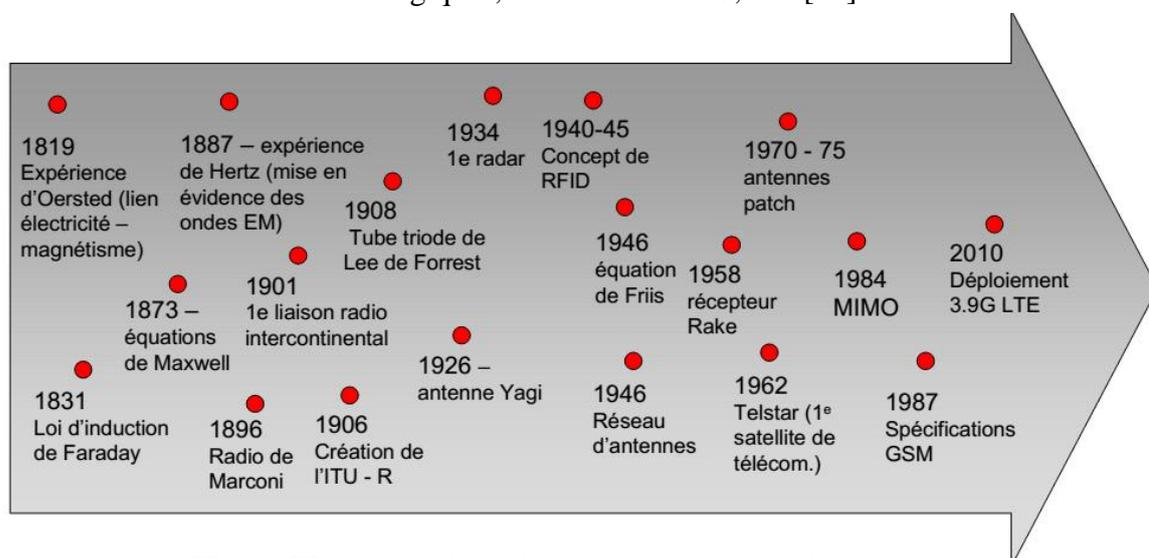 1819
Expérience
d'Oersted (lien
électricité –
magnétisme)
1831
Loi d'induction
de Faraday
1873 –
équations
de Maxwell
1887 – expérience
de Hertz (mise en
évidence des
ondes EM)
1896
Radio de
Marconi
1901
1e liaison radio
intercontinental
1906
Création de
l'ITU - R
1908
Tube triode de
Lee de Forrest
1926 –
antenne Yagi
1934
1e radar
1940-45
Concept de
RFID
1946
équation
de Friis
1946
Réseau
d'antennes
1958
récepteur
Rake
1962
Telstar (1e
satellite de
télécom.)
1970 - 75
antennes
patch
1984
MIMO
1987
Spécifications
GSM
2010
Déploiement
3.9G LTE